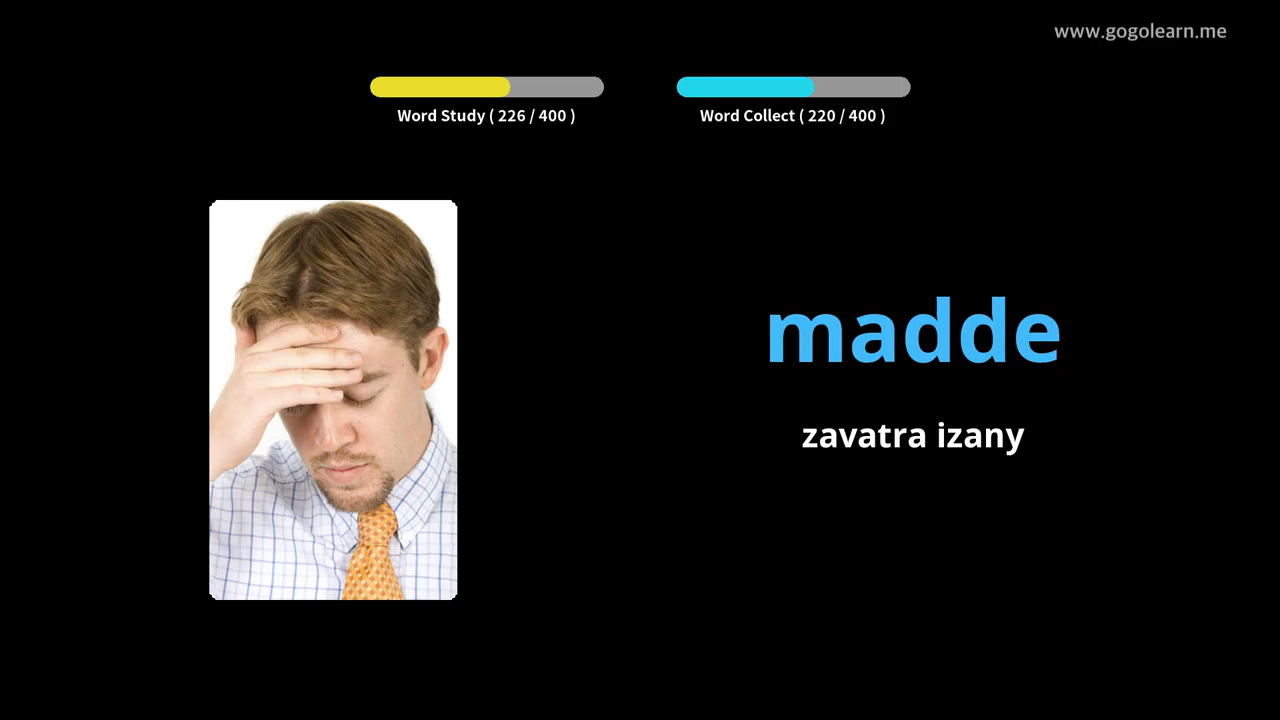 www.gogolearn.me
Word Study ( 226 / 400 )
Word Collect ( 220 / 400 )
madde
zavatra izany